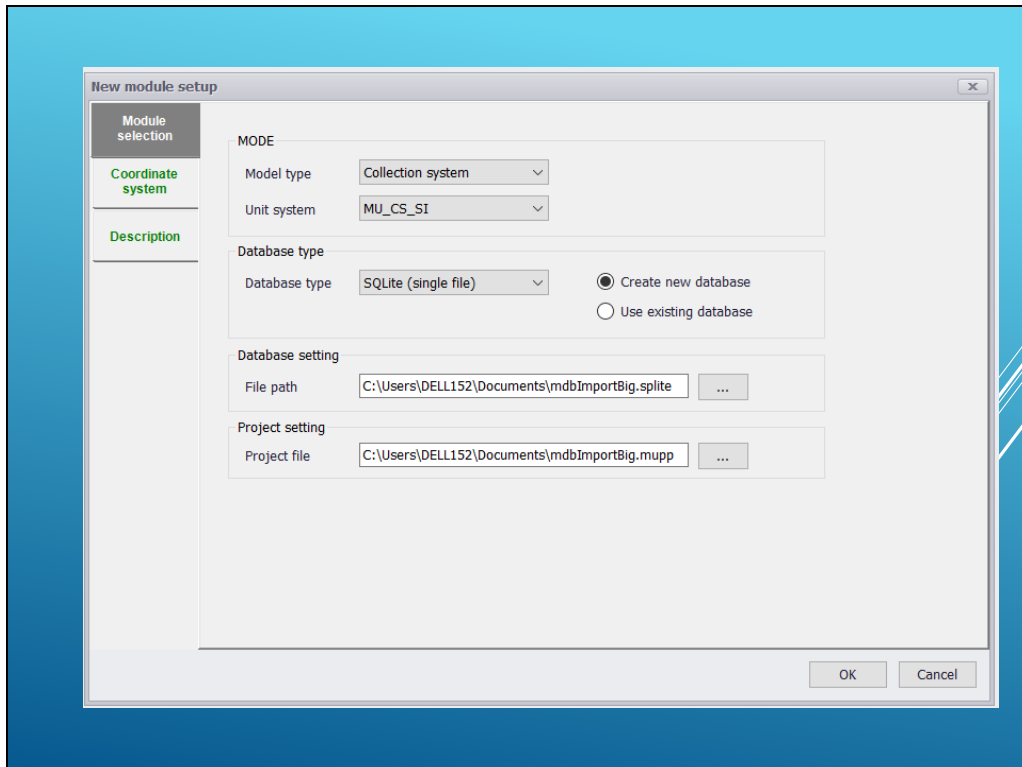 New module setup
Module
selection
Coordinate
system
Description
MODE
Model type
Collection system
Unit system
MU_CS_SI
Database type
Database type
SQLite (single file)
Create new database
Use existing database
Database setting
File path
C:\Users\DELL152\Documents\mdbImportBig.splite
...
Project setting
Project file
C:\Users\DELL152\Documents\mdbImportBig.mupp
...
OK
Cancel